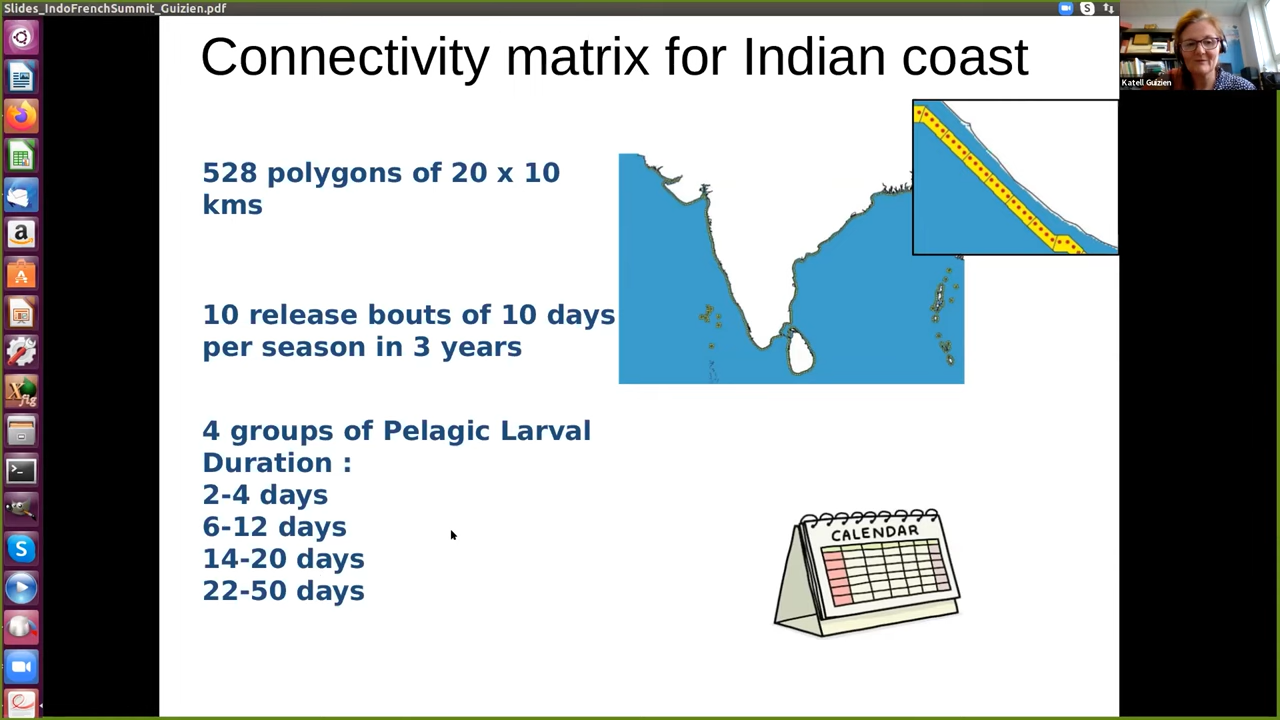 Slides_IndoFrenchSummit_Guizien.pdf
Connectivity matrix for Indian coast
Katell Guizien
528 polygons of 20 x 10
kms
10 release bouts of 10 days
per season in 3 years
4 groups of Pelagic Larval
Duration :
2-4 days
6-12 days
14-20 days
22-50 days
CALENDAR